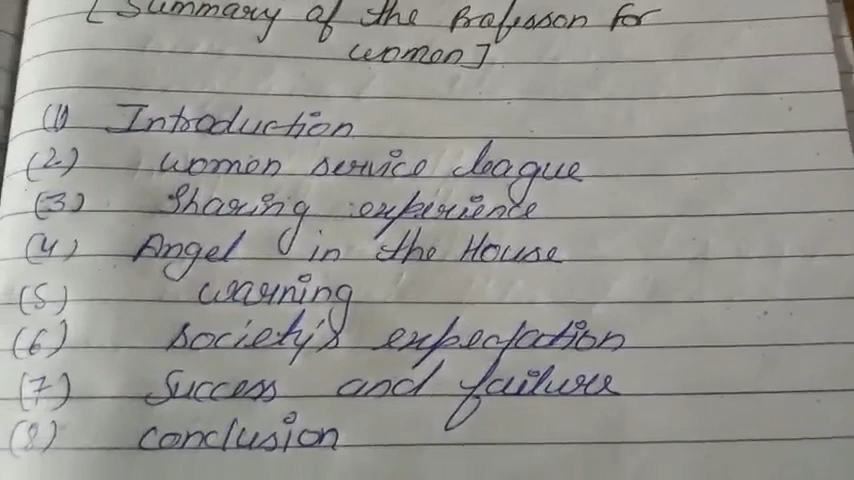 [Summary of the Profession for
women]
(1) Introduction
(2) women service league
(3) Sharing experience
(4) Angel in the House
(5) warning
(6) society's expectation
(7) Success and failure
(8) conclusion